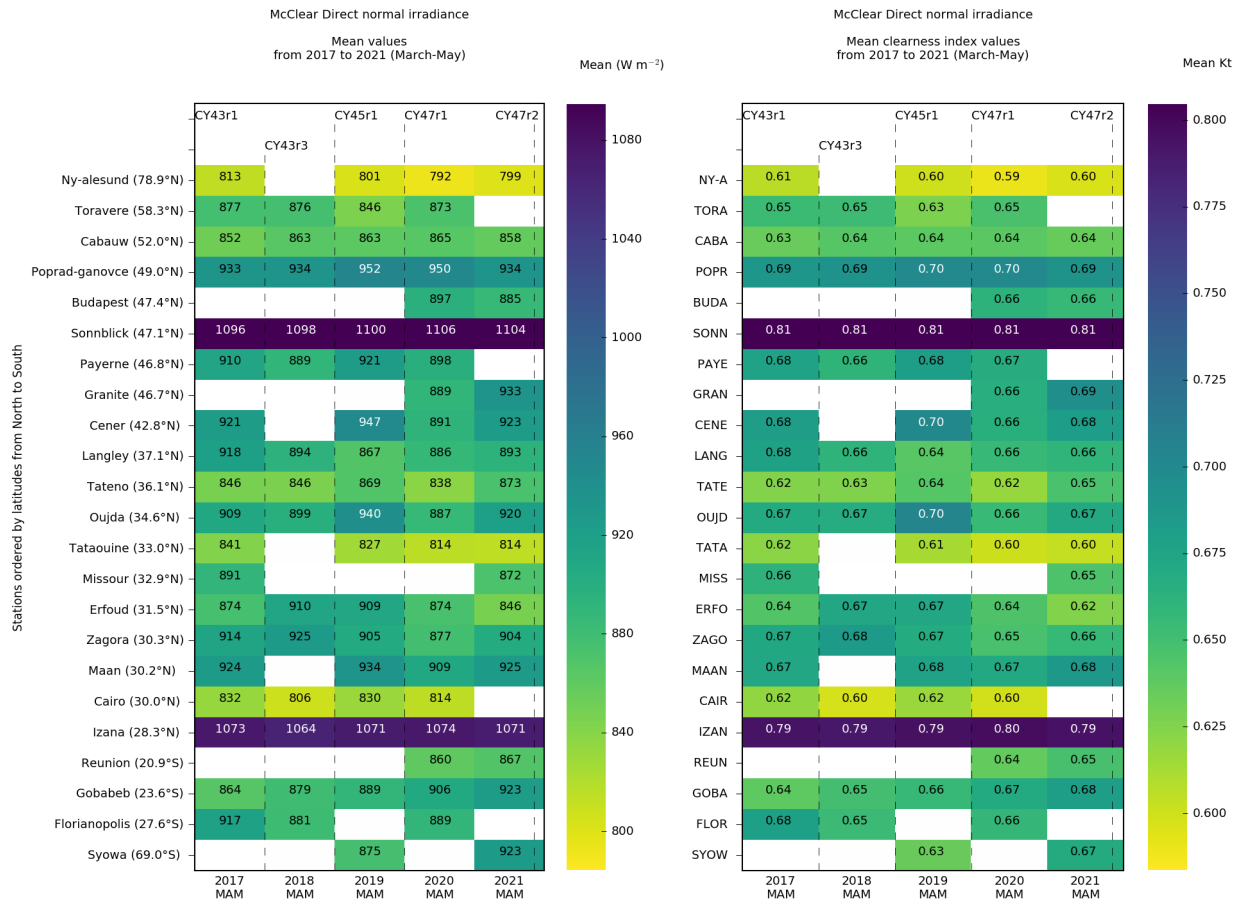 McClear Direct normal irradiance
Mean values
from 2017 to 2021 (March-May)
Mean (W m⁻²)
CY43r1 CY45r1 CY47r1 CY47r2
CY43r3
Stations ordered by latitudes from North to South
Ny-alesund (78.9°N) 813 801 792 799
Toravere (58.3°N) 877 876 846 873
Cabauw (52.0°N) 852 863 863 865 858
Poprad-ganovce (49.0°N) 933 934 952 950 934
Budapest (47.4°N) 897 885
Sonnblick (47.1°N) 1096 1098 1100 1106 1104
Payerne (46.8°N) 910 889 921 898
Granite (46.7°N) 889 933
Cener (42.8°N) 921 947 891 923
Langley (37.1°N) 918 894 867 886 893
Tateno (36.1°N) 846 846 869 838 873
Oujda (34.6°N) 909 899 940 887 920
Tataouine (33.0°N) 841 827 814 814
Missour (32.9°N) 891 872
Erfoud (31.5°N) 874 910 909 874 846
Zagora (30.3°N) 914 925 905 877 904
Maan (30.2°N) 924 934 909 925
Cairo (30.0°N) 832 806 830 814
Izana (28.3°N) 1073 1064 1071 1074 1071
Reunion (20.9°S) 860 867
Gobabeb (23.6°S) 864 879 889 906 923
Florianopolis (27.6°S) 917 881 889
Syowa (69.0°S) 875 923
2017 2018 2019 2020 2021
MAM MAM MAM MAM MAM
1080
1040
1000
960
920
880
840
800
McClear Direct normal irradiance
Mean clearness index values
from 2017 to 2021 (March-May)
Mean Kt
CY43r1 CY45r1 CY47r1 CY47r2
CY43r3
NY-A 0.61 0.60 0.59 0.60
TORA 0.65 0.65 0.63 0.65
CABA 0.63 0.64 0.64 0.64 0.64
POPR 0.69 0.69 0.70 0.70 0.69
BUDA 0.66 0.66
SONN 0.81 0.81 0.81 0.81 0.81
PAYE 0.68 0.66 0.68 0.67
GRAN 0.66 0.69
CENE 0.68 0.70 0.66 0.68
LANG 0.68 0.66 0.64 0.66 0.66
TATE 0.62 0.63 0.64 0.62 0.65
OUJD 0.67 0.67 0.70 0.66 0.67
TATA 0.62 0.61 0.60 0.60
MISS 0.66 0.65
ERFO 0.64 0.67 0.67 0.64 0.62
ZAGO 0.67 0.68 0.67 0.65 0.66
MAAN 0.67 0.68 0.67 0.68
CAIR 0.62 0.60 0.62 0.60
IZAN 0.79 0.79 0.79 0.80 0.79
REUN 0.64 0.65
GOBA 0.64 0.65 0.66 0.67 0.68
FLOR 0.68 0.65 0.66
SYOW 0.63 0.67
2017 2018 2019 2020 2021
MAM MAM MAM MAM MAM
0.800
0.775
0.750
0.725
0.700
0.675
0.650
0.625
0.600